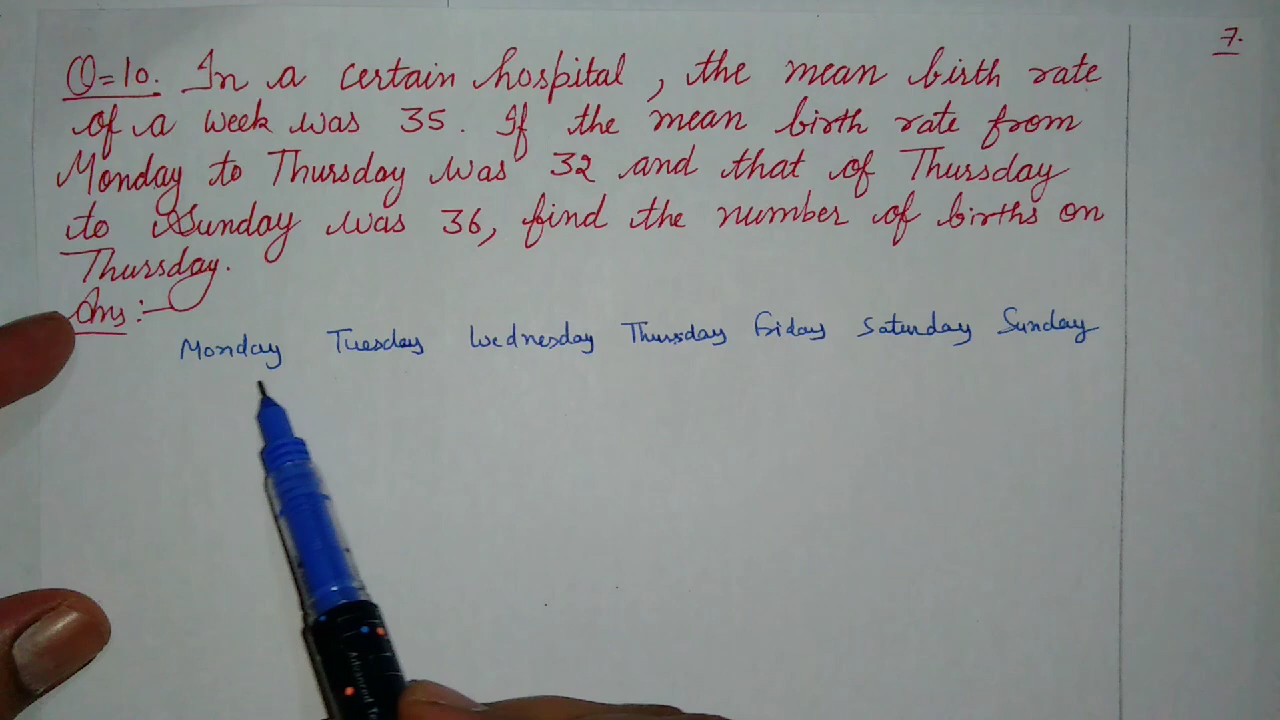 7.
Q=10. In a certain hospital, the mean birth rate
of a week was 35. If the mean birth rate from
Monday to Thursday was 32 and that of Thursday
to Sunday was 36, find the number of births on
Thursday.
Ans:-
Monday Tuesday Wednesday Thursday Friday Saturday Sunday